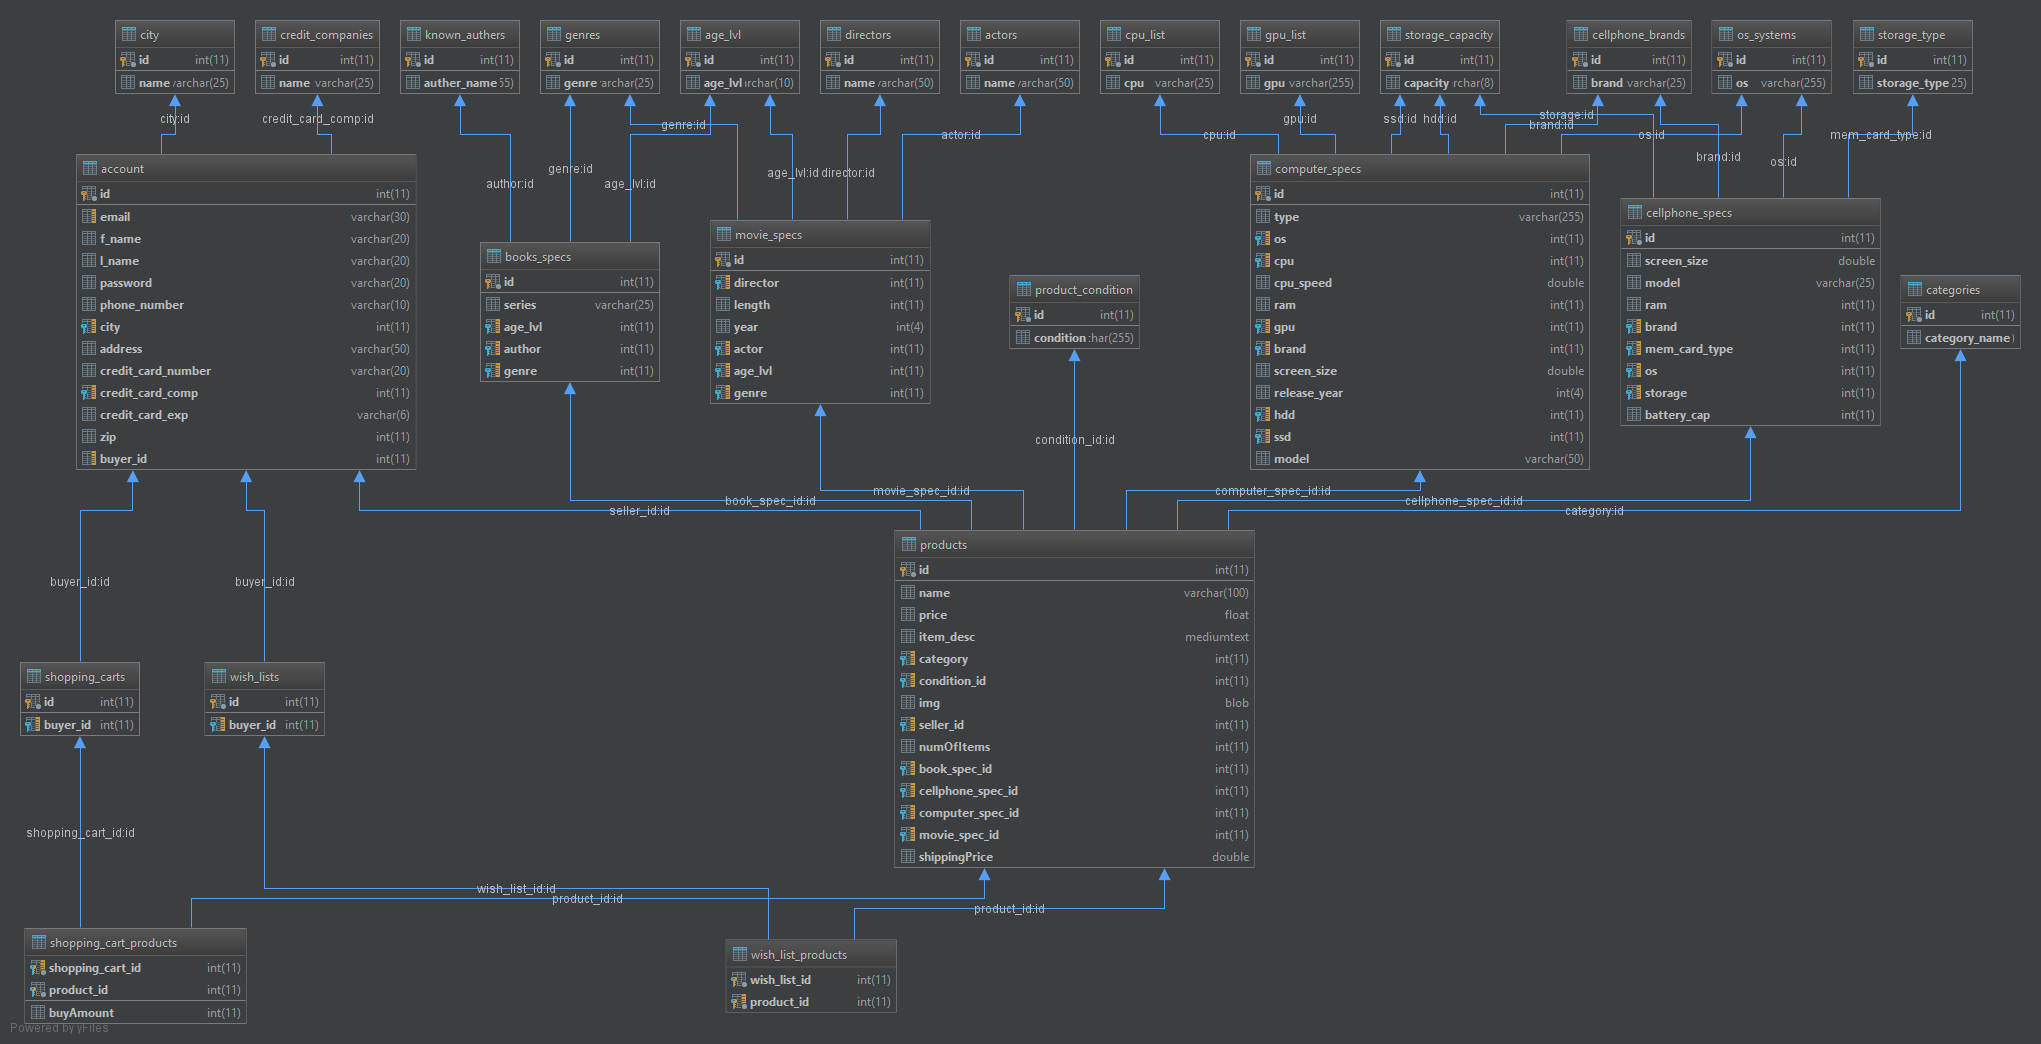 city
id int(11)
name varchar(25)
credit_companies
id int(11)
name varchar(25)
known_authers
id int(11)
auther_name 55)
genres
id int(11)
genre varchar(25)
age_lvl
id int(11)
age_lvl archar(10)
directors
id int(11)
name varchar(50)
actors
id int(11)
name varchar(50)
cpu_list
id int(11)
cpu varchar(25)
gpu_list
id int(11)
gpu varchar(255)
storage_capacity
id int(11)
capacity rchar(8)
cellphone_brands
id int(11)
brand varchar(25)
os_systems
id int(11)
os varchar(255)
storage_type
id int(11)
storage_type 25)
city:id
credit_card_comp:id
author:id
genre:id
age_lvl:id
genre:id
age_lvl:id
director:id
actor:id
cpu:id
gpu:id
ssd:id
hdd:id
brand:id
storage:id
os:id
brand:id
os:id
mem_card_type:id
account
id int(11)
email varchar(30)
f_name varchar(20)
l_name varchar(20)
password varchar(20)
phone_number varchar(10)
city int(11)
address varchar(50)
credit_card_number varchar(20)
credit_card_comp int(11)
credit_card_exp varchar(6)
zip int(11)
buyer_id int(11)
books_specs
id int(11)
series varchar(25)
age_lvl int(11)
author int(11)
genre int(11)
movie_specs
id int(11)
director int(11)
length int(11)
year int(4)
actor int(11)
age_lvl int(11)
genre int(11)
product_condition
id int(11)
condition :har(255)
computer_specs
id int(11)
type varchar(255)
os int(11)
cpu int(11)
cpu_speed double
ram int(11)
gpu int(11)
brand int(11)
screen_size double
release_year int(4)
hdd int(11)
ssd int(11)
model varchar(50)
cellphone_specs
id int(11)
screen_size double
model varchar(25)
ram int(11)
brand int(11)
mem_card_type int(11)
os int(11)
storage int(11)
battery_cap int(11)
categories
id int(11)
category_name )
condition_id:id
seller_id:id
book_spec_id:id
movie_spec_id:id
computer_spec_id:id
cellphone_spec_id:id
category:id
products
id int(11)
name varchar(100)
price float
item_desc mediumtext
category int(11)
condition_id int(11)
img blob
seller_id int(11)
numOfItems int(11)
book_spec_id int(11)
cellphone_spec_id int(11)
computer_spec_id int(11)
movie_spec_id int(11)
shippingPrice double
buyer_id:id
buyer_id:id
shopping_carts
id int(11)
buyer_id int(11)
wish_lists
id int(11)
buyer_id int(11)
shopping_cart_id:id
wish_list_id:id
product_id:id
product_id:id
shopping_cart_products
shopping_cart_id int(11)
product_id int(11)
buyAmount int(11)
wish_list_products
wish_list_id int(11)
product_id int(11)
Powered by yFiles